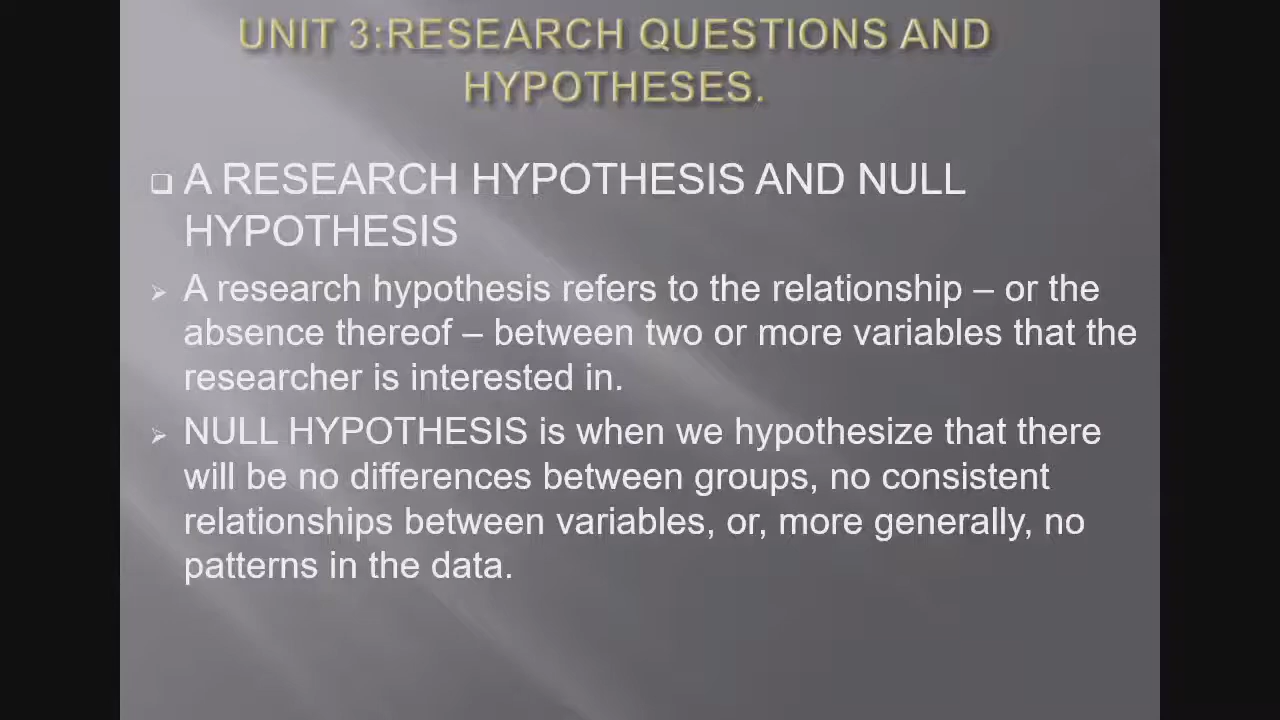 UNIT 3:RESEARCH QUESTIONS AND
HYPOTHESES.
A RESEARCH HYPOTHESIS AND NULL
HYPOTHESIS
A research hypothesis refers to the relationship – or the
absence thereof – between two or more variables that the
researcher is interested in.
NULL HYPOTHESIS is when we hypothesize that there
will be no differences between groups, no consistent
relationships between variables, or, more generally, no
patterns in the data.